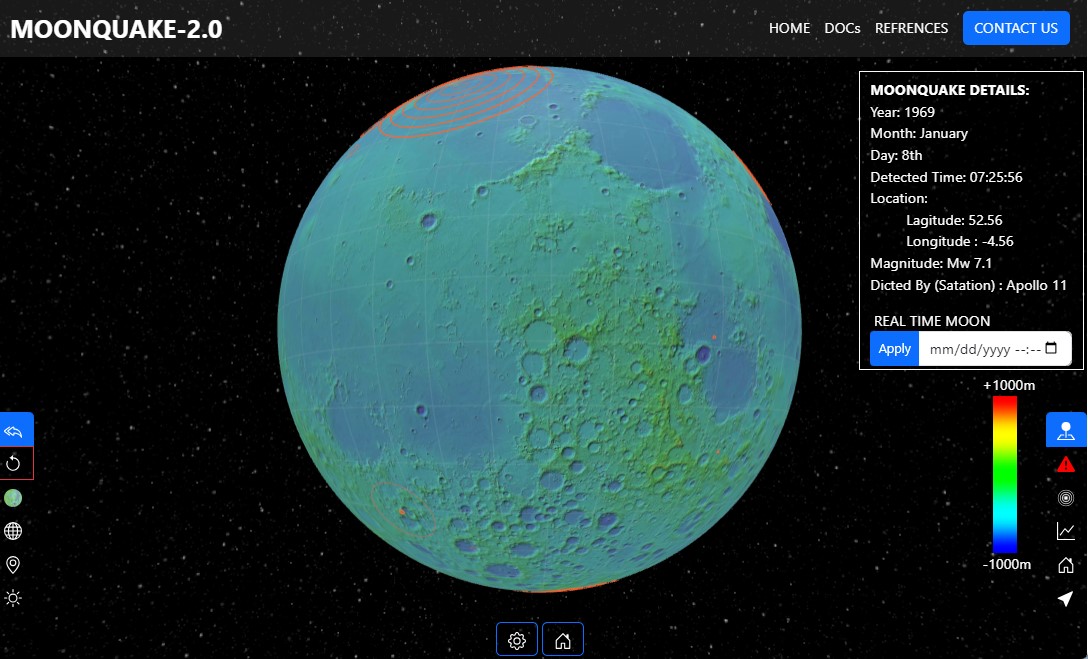 MOONQUAKE-2.0
HOME DOCs REFRENCES CONTACT US
MOONQUAKE DETAILS:
Year: 1969
Month: January
Day: 8th
Detected Time: 07:25:56
Location:
Lagitude: 52.56
Longitude : -4.56
Magnitude: Mw 7.1
Dicted By (Satation) : Apollo 11
REAL TIME MOON
Apply mm/dd/yyyy --:--
+1000m
-1000m